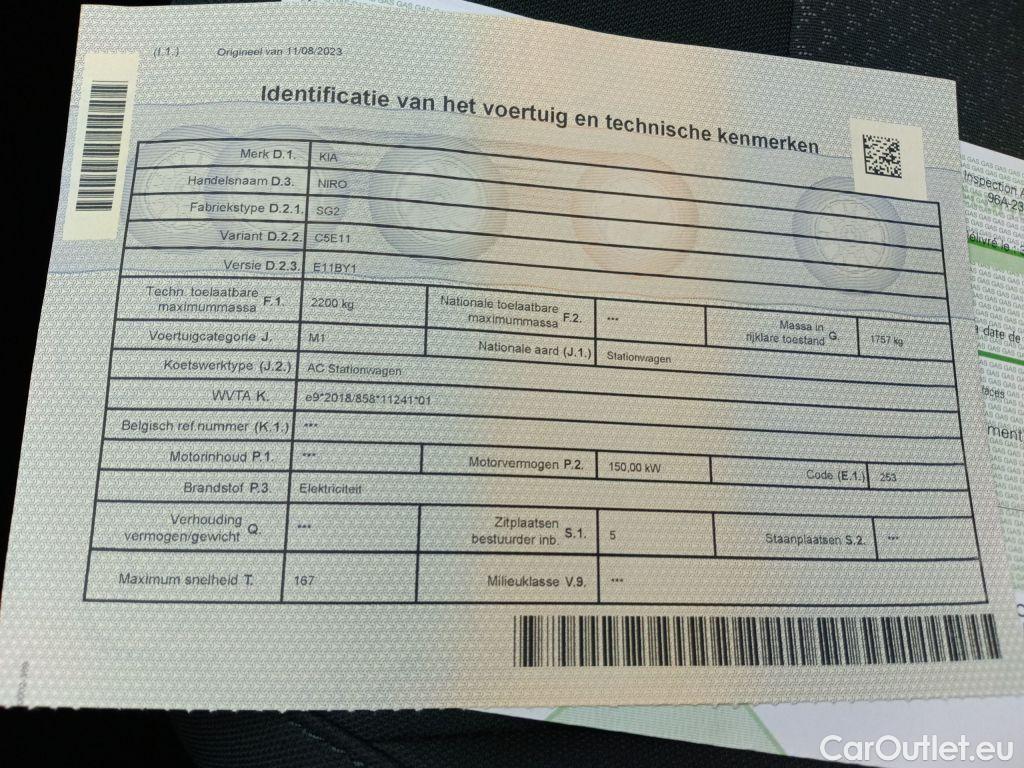 (I.1.) Origineel van 11/08/2023
Identificatie van het voertuig en technische kenmerken
Merk D.1. KIA
Handelsnaam D.3. NIRO
Fabriekstype D.2.1. SG2
Variant D.2.2. C5E11
Versie D.2.3. E11BY1
Techn. toelaatbare maximummassa F.1. 2200 kg Nationale toelaatbare maximummassa F.2. *** Massa in rijklare toestand G. 1757 kg
Voertuigcategorie J. M1 Nationale aard (J.1.) Stationwagen
Koetswerktype (J.2.) AC Stationwagen
WVTA K. e9*2018/858*11241*01
Belgisch ref.nummer (K.1.) ***
Motorinhoud P.1. *** Motorvermogen P.2. 150,00 kW Code (E.1.) 253
Brandstof P.3. Elektriciteit
Verhouding vermogen/gewicht Q. *** Zitplaatsen bestuurder inb. S.1. 5 Staanplaatsen S.2. ***
Maximum snelheid T. 167 Milieuklasse V.9. ***
Inspection
96A-23
élivré le
date de
CarOutlet.eu